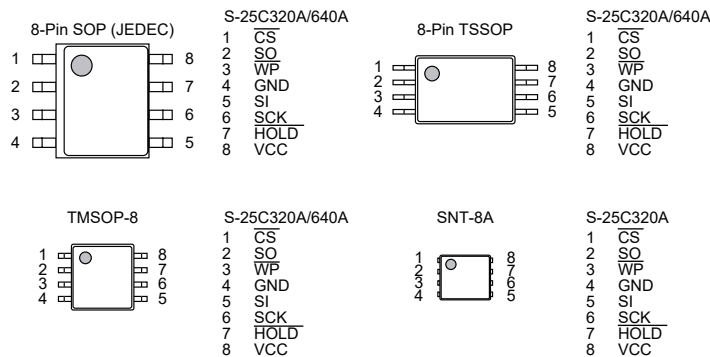 8-Pin SOP (JEDEC)
1 8
2 7
3 6
4 5
S-25C320A/640A
1 CS
2 SO
3 WP
4 GND
5 SI
6 SCK
7 HOLD
8 VCC
8-Pin TSSOP
1 8
2 7
3 6
4 5
S-25C320A/640A
1 CS
2 SO
3 WP
4 GND
5 SI
6 SCK
7 HOLD
8 VCC
TMSOP-8
1 8
2 7
3 6
4 5
S-25C320A/640A
1 CS
2 SO
3 WP
4 GND
5 SI
6 SCK
7 HOLD
8 VCC
SNT-8A
1 8
2 7
3 6
4 5
S-25C320A
1 CS
2 SO
3 WP
4 GND
5 SI
6 SCK
7 HOLD
8 VCC